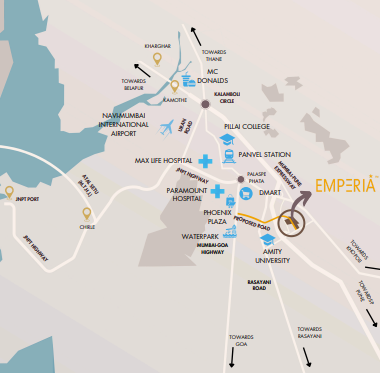 KHARGHAR
TOWARDS
THANE
TOWARDS
BELAPUR
MC
DONALDS
KAMOTHE
KALAMBOLI
CIRCLE
NAVI-MUMBAI
INTERNATIONAL
AIRPORT
URAN
ROAD
PILLAI COLLEGE
PANVEL STATION
MAX LIFE HOSPITAL
MUMBAI-PUNE
EXPRESSWAY
JNPT HIGHWAY
PALASPE
PHATA
ATAL SETU
(M.T.H.L)
PARAMOUNT
HOSPITAL
DMART
EMPERIA
JNPT PORT
PHOENIX
PLAZA
CHIRLE
PROPOSED ROAD
WATERPARK
MUMBAI-GOA
HIGHWAY
JNPT HIGHWAY
AMITY
UNIVERSITY
TOWARDS
KHOPOLI
RASAYANI
ROAD
TOWARDS
PUNE
TOWARDS
GOA
TOWARDS
RASAYANI